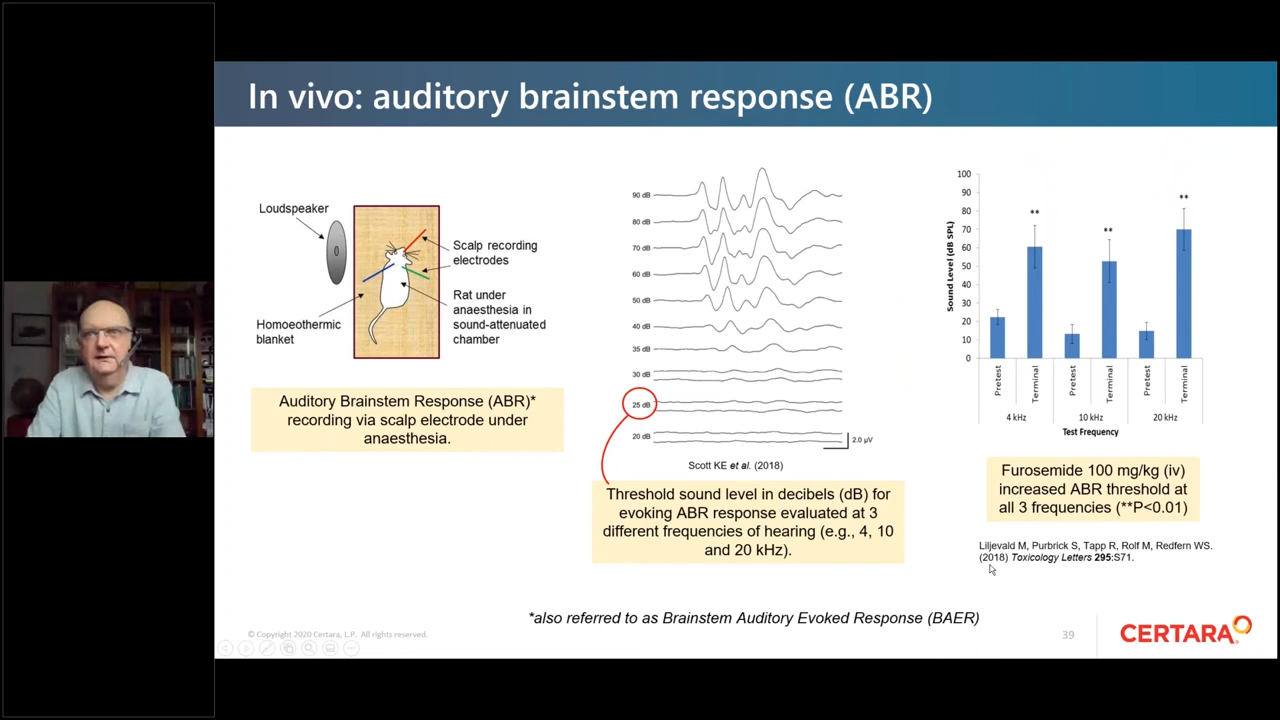 In vivo: auditory brainstem response (ABR)
Loudspeaker
Scalp recording
electrodes
Rat under
anaesthesia in
sound-attenuated
chamber
Homoeothermic
blanket
Auditory Brainstem Response (ABR)*
recording via scalp electrode under
anaesthesia.
90 dB
80 dB
70 dB
60 dB
50 dB
40 dB
35 dB
30 dB
25 dB
20 dB
2.0 µV
Scott KE et al. (2018)
Threshold sound level in decibels (dB) for
evoking ABR response evaluated at 3
different frequencies of hearing (e.g., 4, 10
and 20 kHz).
Sound Level (dB SPL)
100
90
80
70
60
50
40
30
20
10
0
**
**
**
Pretest
Terminal
Pretest
Terminal
Pretest
Terminal
4 kHz
10 kHz
20 kHz
Test Frequency
Furosemide 100 mg/kg (iv)
increased ABR threshold at
all 3 frequencies (**P<0.01)
Liljevald M, Purbrick S, Tapp R, Rolf M, Redfern WS.
(2018) Toxicology Letters 295:S71.
*also referred to as Brainstem Auditory Evoked Response (BAER)
© Copyright 2020 Certara, L.P. All rights reserved.
39
CERTARA